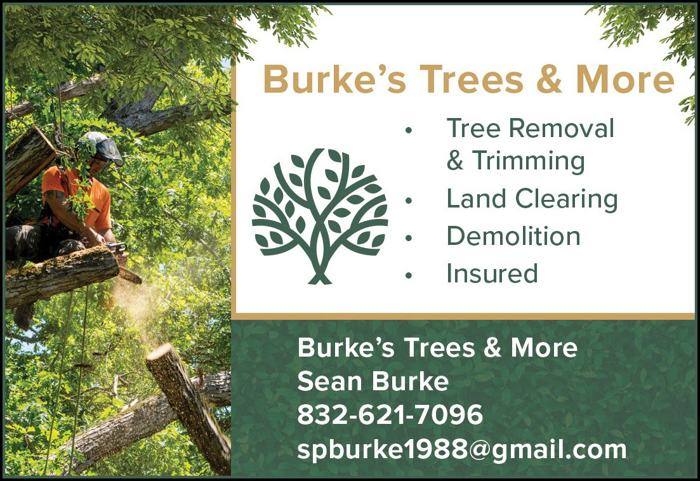 Burke's Trees & More
• Tree Removal
& Trimming
• Land Clearing
• Demolition
• Insured
Burke's Trees & More
Sean Burke
832-621-7096
spburke1988@gmail.com